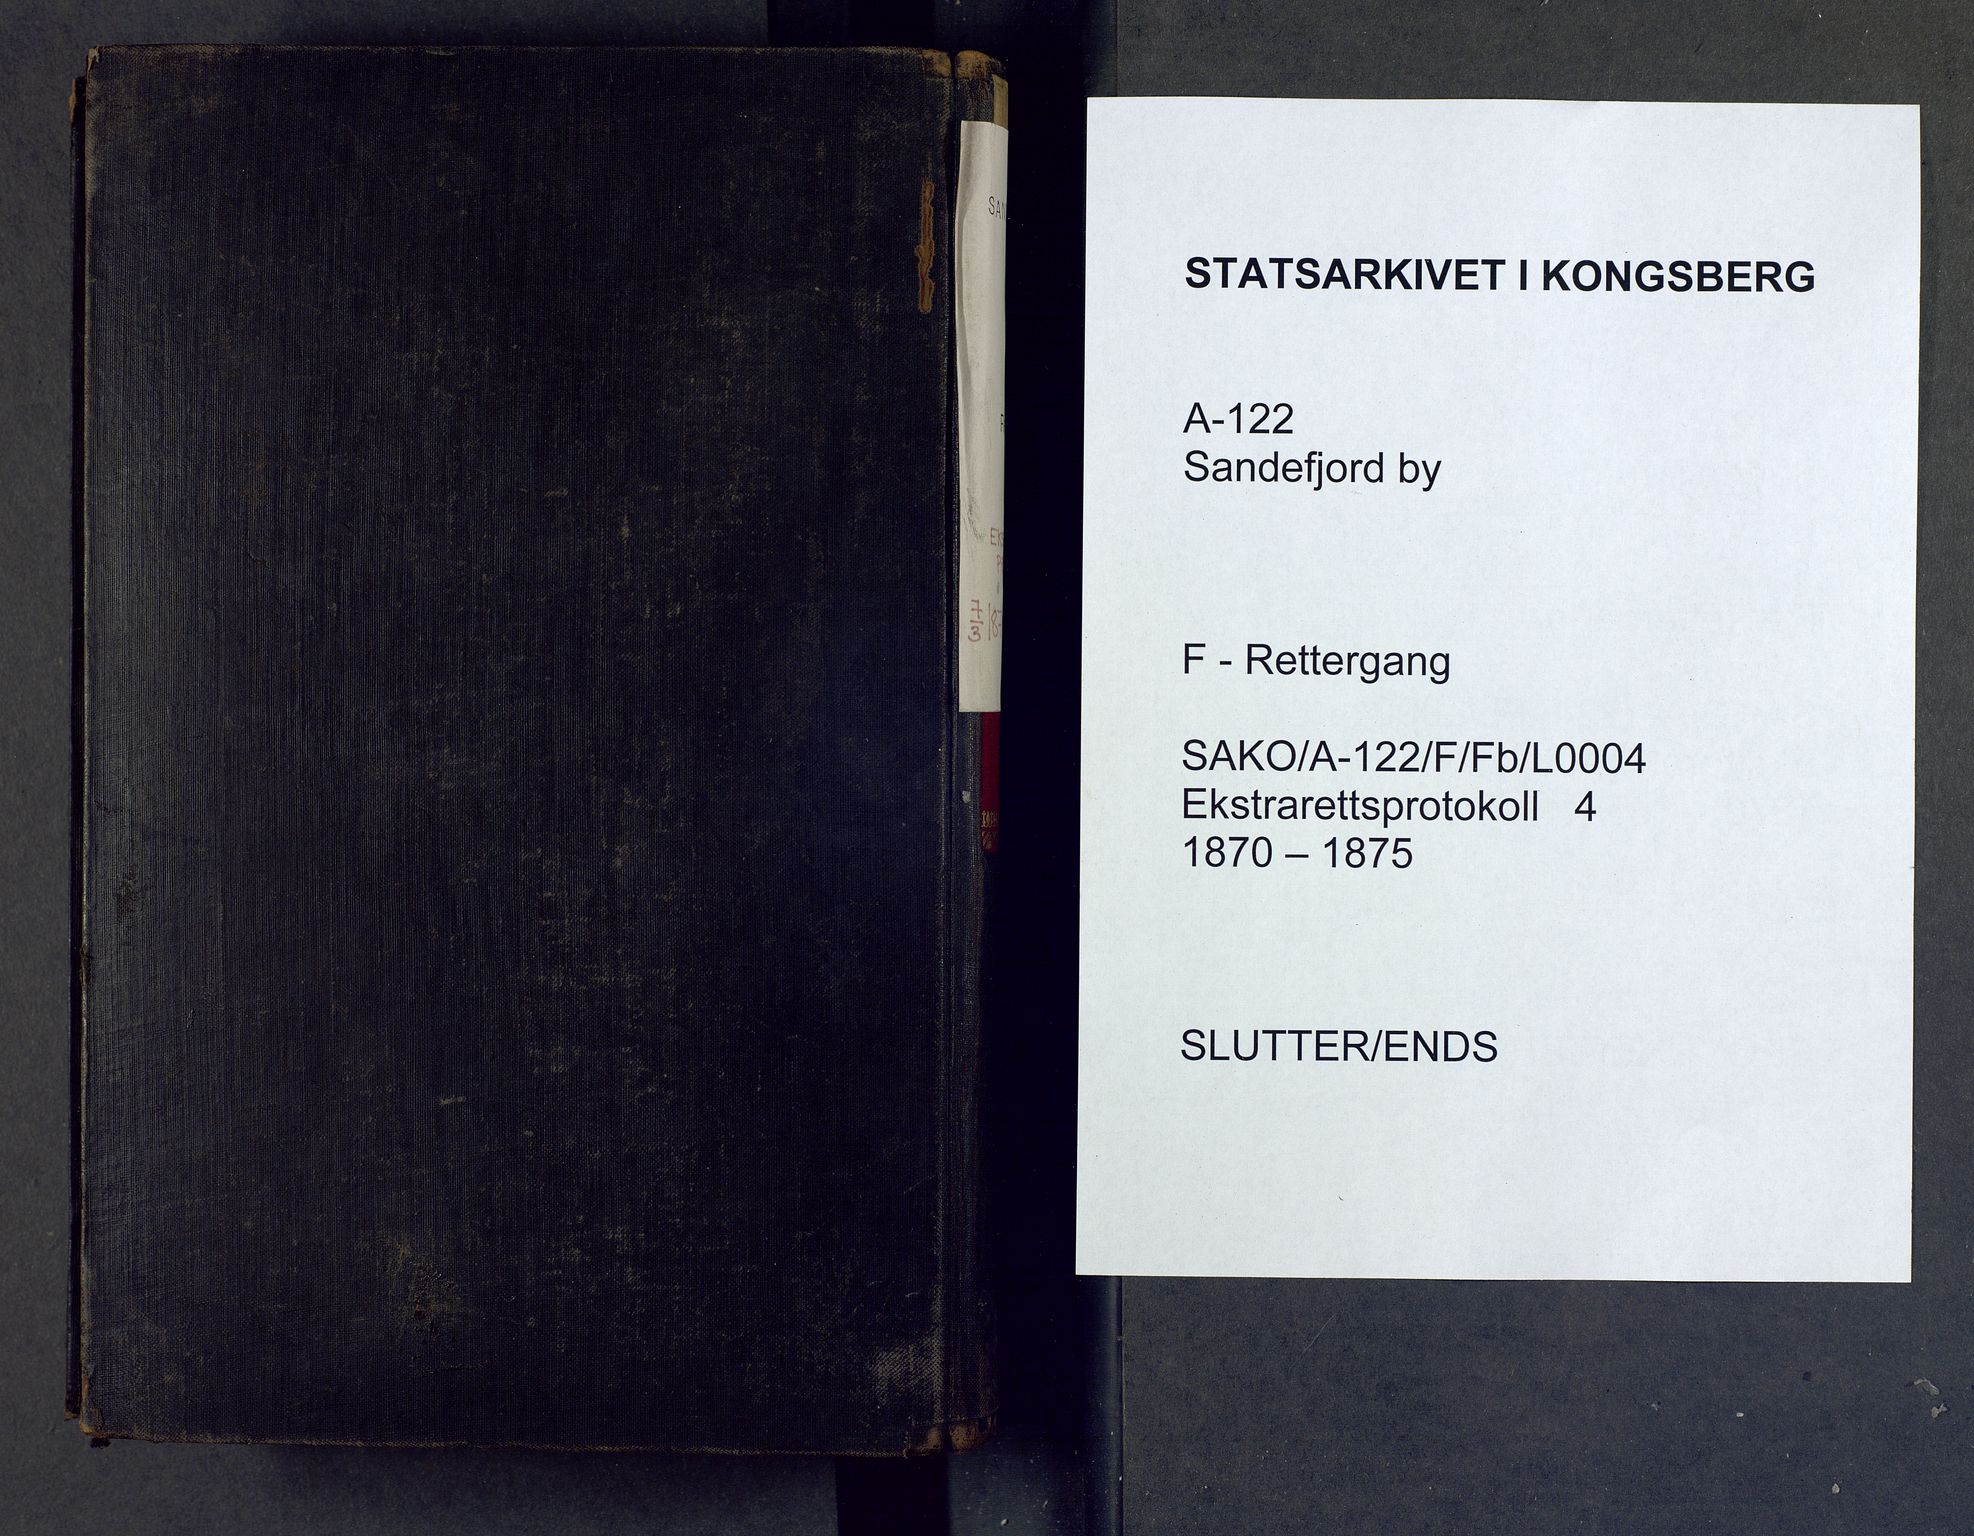 STATSARKIVET I KONGSBERG
A-122
Sandefjord by
F - Rettergang
SAKO/A-122/F/Fb/L0004
Ekstrarettsprotokoll 4
1870 – 1875
SLUTTER/ENDS